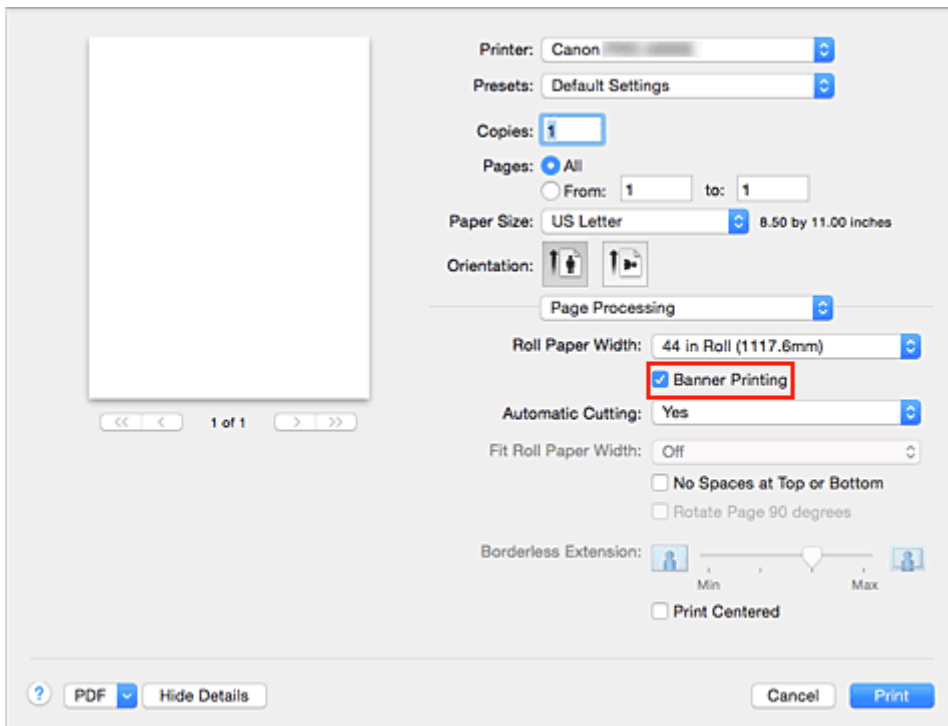 Printer: Canon
Presets: Default Settings
Copies: 1
Pages: All
From: 1 to: 1
Paper Size: US Letter 8.50 by 11.00 inches
Orientation:
Page Processing
Roll Paper Width: 44 in Roll (1117.6mm)
Banner Printing
<< < 1 of 1 > >>
Automatic Cutting: Yes
Fit Roll Paper Width: Off
No Spaces at Top or Bottom
Rotate Page 90 degrees
Borderless Extension:
Min Max
Print Centered
? PDF Hide Details Cancel Print